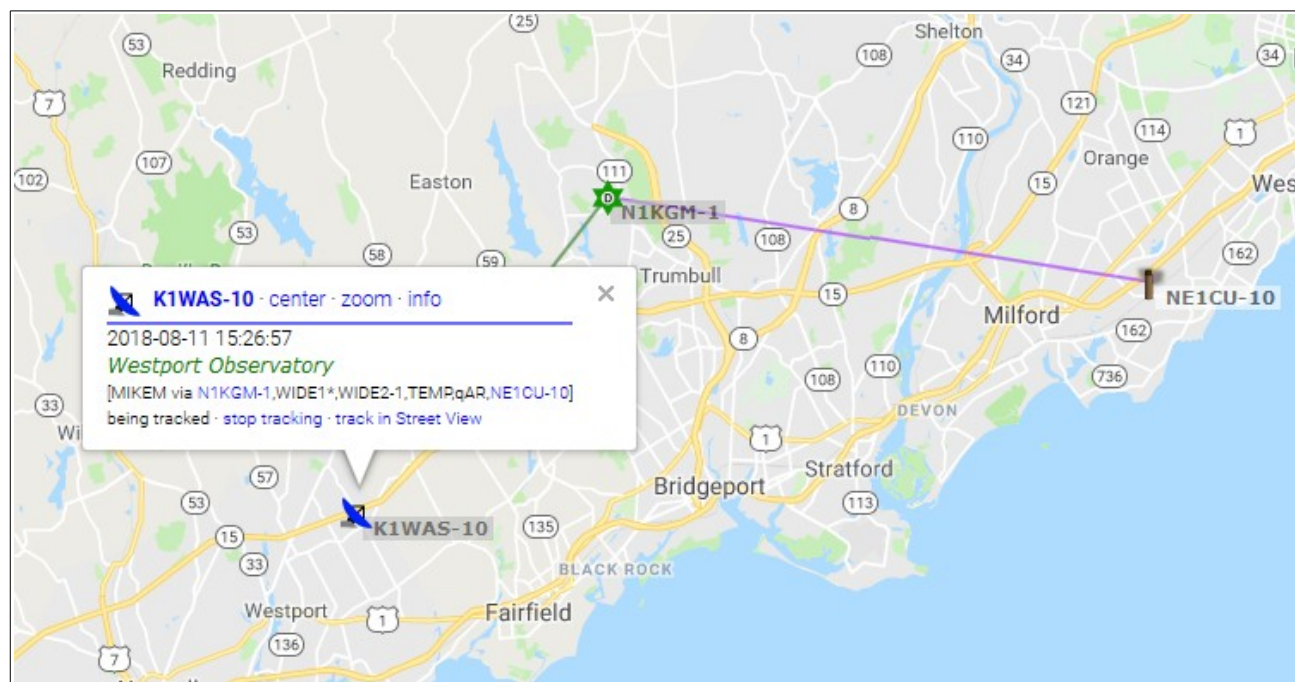 25
Shelton
53
108
34
34
Redding
7
121
114
1
107
110
Orange
102
Easton
111
15
Wes
N1KGM-1
8
53
25
108
162
58
59
Trumbull
K1WAS-10 · center · zoom · info
15
NE1CU-10
2018-08-11 15:26:57
Milford
162
Westport Observatory
8
[MIKEM via N1KGM-1,WIDE1*,WIDE2-1,TEMP,qAR,NE1CU-10]
110
108
736
being tracked · stop tracking · track in Street View
33
DEVON
Wi
1
57
Stratford
53
Bridgeport
113
15
K1WAS-10
135
33
BLACK ROCK
Westport
1
Fairfield
136
7